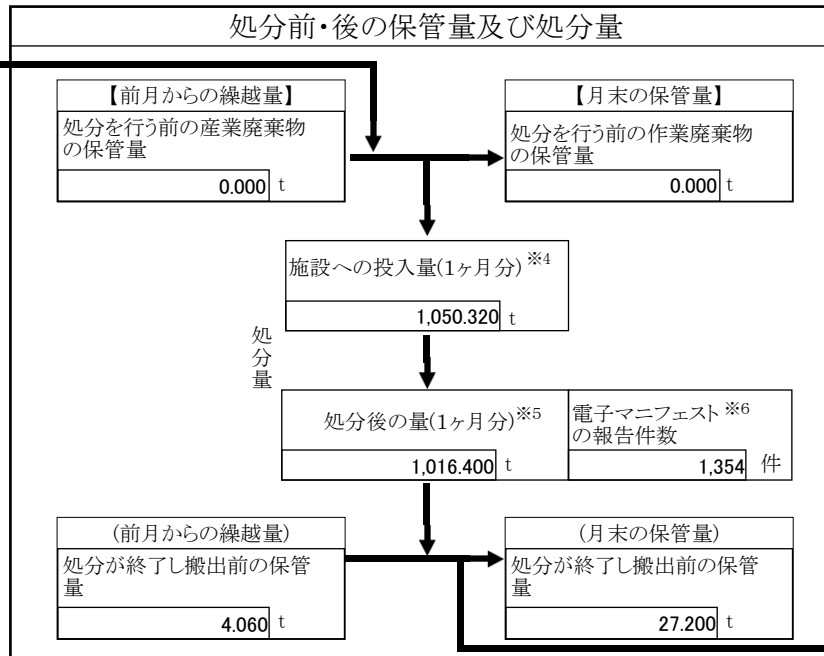 処分前・後の保管量及び処分量
【前月からの繰越量】
処分を行う前の産業廃棄物
の保管量
0.000 t
【月末の保管量】
処分を行う前の作業廃棄物
の保管量
0.000 t
施設への投入量(1ヶ月分)※4
1,050.320 t
処分量
処分後の量(1ヶ月分)※5
1,016.400 t
電子マニフェスト※6
の報告件数
1,354 件
(前月からの繰越量)
処分が終了し搬出前の保管
量
4.060 t
(月末の保管量)
処分が終了し搬出前の保管
量
27.200 t